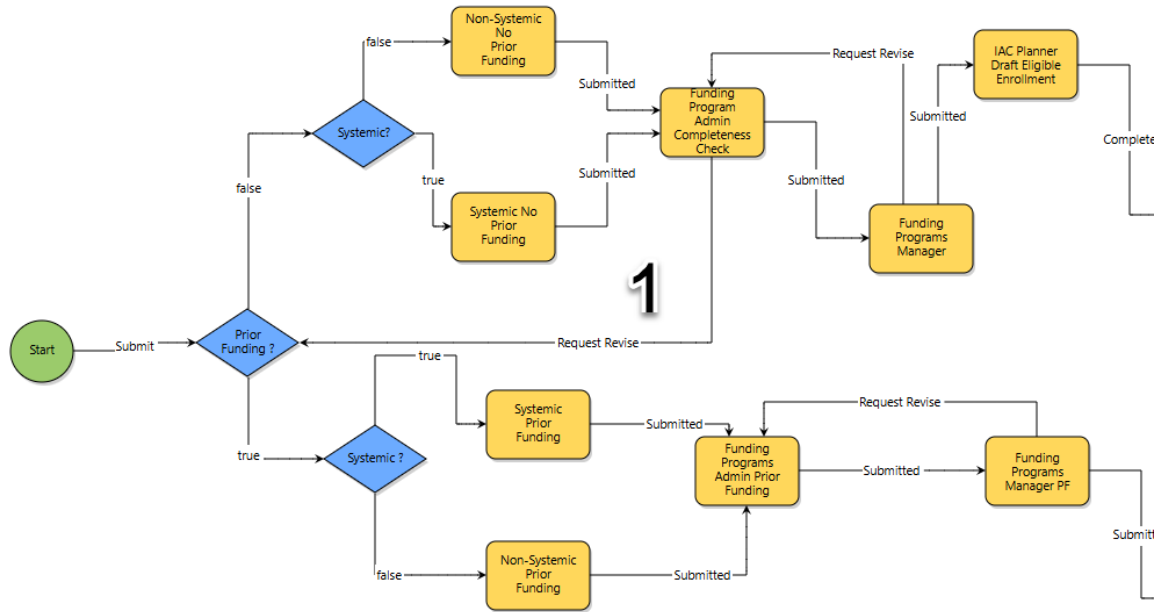 Non-Systemic
No
Prior
Funding
false
Submitted
Systemic?
false
true
Systemic No
Prior
Funding
Submitted
Funding
Program
Admin
Completeness
Check
Request Revise
Submitted
IAC Planner
Draft Eligible
Enrollment
Submitted
Complete
Funding
Programs
Manager
1
Start
Submit
Prior
Funding ?
Request Revise
true
true
Systemic ?
false
Systemic
Prior
Funding
Submitted
Non-Systemic
Prior
Funding
Submitted
Funding
Programs
Admin Prior
Funding
Request Revise
Submitted
Funding
Programs
Manager PF
Submitt